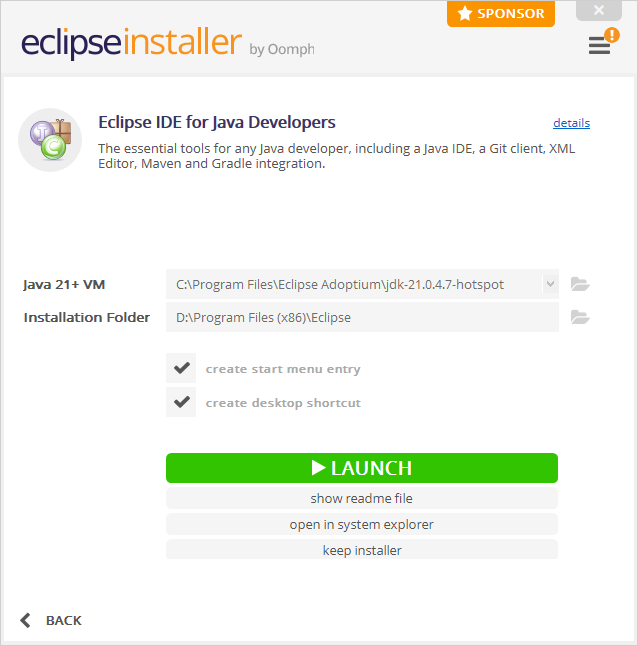 SPONSOR
eclipseinstaller by Oomph
Eclipse IDE for Java Developers
details
The essential tools for any Java developer, including a Java IDE, a Git client, XML
Editor, Maven and Gradle integration.
Java 21+ VM
C:\Program Files\Eclipse Adoptium\jdk-21.0.4.7-hotspot
Installation Folder
D:\Program Files (x86)\Eclipse
create start menu entry
create desktop shortcut
LAUNCH
show readme file
open in system explorer
keep installer
BACK